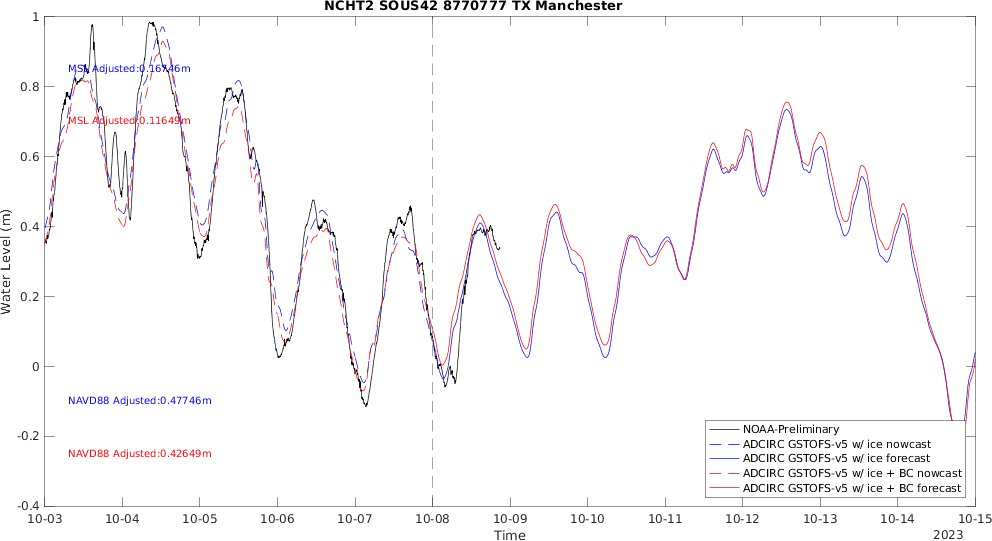 NCHT2 SOUS42 8770777 TX Manchester
1
0.8
0.6
0.4
0.2
0
-0.2
-0.4
Water Level (m)
MSL Adjusted:0.16746m
MSL Adjusted:0.11649m
NAVD88 Adjusted:0.47746m
NAVD88 Adjusted:0.42649m
NOAA-Preliminary
ADCIRC GSTOFS-v5 w/ ice nowcast
ADCIRC GSTOFS-v5 w/ ice forecast
ADCIRC GSTOFS-v5 w/ ice + BC nowcast
ADCIRC GSTOFS-v5 w/ ice + BC forecast
10-03 10-04 10-05 10-06 10-07 10-08 10-09 10-10 10-11 10-12 10-13 10-14 10-15
Time
2023